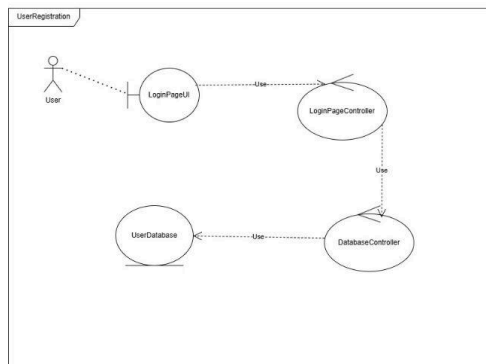 UserRegistration
User
LoginPageUI
Use
LoginPageController
Use
UserDatabase
Use
DatabaseController